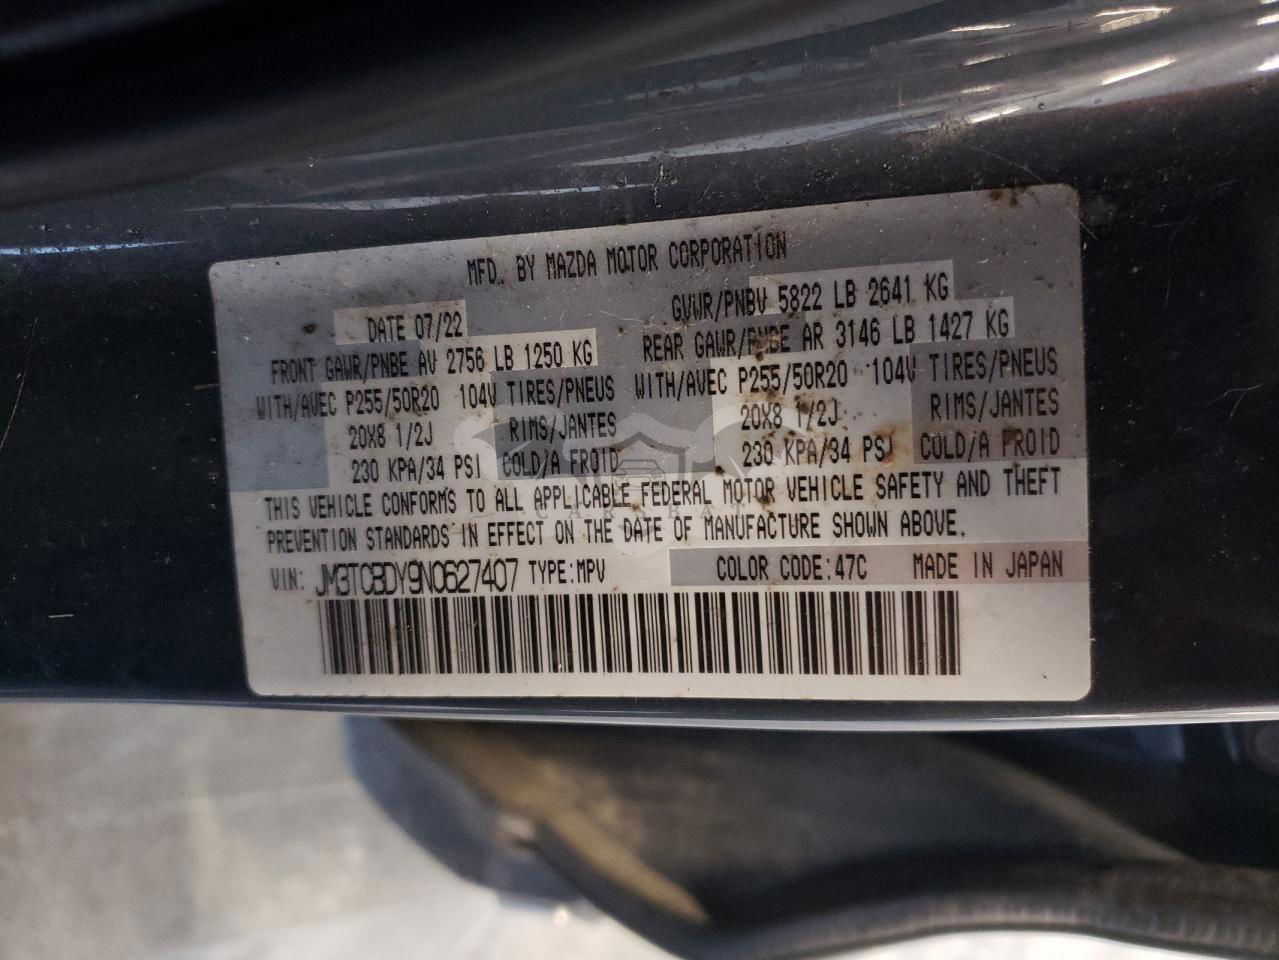 MFD. BY MAZDA MOTOR CORPORATION
DATE 07/22 GVWR/PNBV 5822 LB 2641 KG
FRONT GAWR/PNBE AV 2756 LB 1250 KG REAR GAWR/PNBE AR 3146 LB 1427 KG
WITH/AVEC P255/50R20 104V TIRES/PNEUS WITH/AVEC P255/50R20 104V TIRES/PNEUS
20X8 1/2J RIMS/JANTES 20X8 1/2J RIMS/JANTES
230 KPA/34 PSI COLD/A FROID 230 KPA/34 PSI COLD/A FROID
THIS VEHICLE CONFORMS TO ALL APPLICABLE FEDERAL MOTOR VEHICLE SAFETY AND THEFT
PREVENTION STANDARDS IN EFFECT ON THE DATE OF MANUFACTURE SHOWN ABOVE.
VIN: JM3TCBDY9N0627407 TYPE:MPV COLOR CODE:47C MADE IN JAPAN